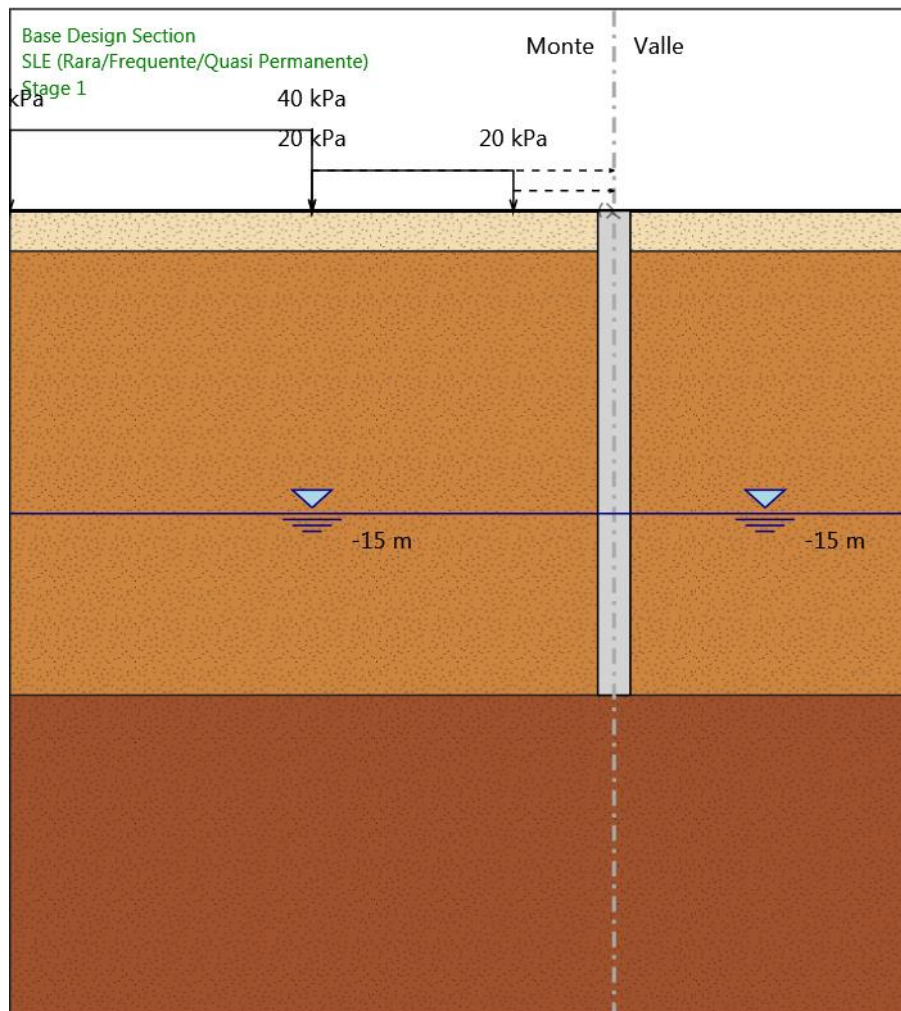 Base Design Section
SLE (Rara/Frequente/Quasi Permanente)
Stage 1
Monte
Valle
kPa
40 kPa
20 kPa
20 kPa
-15 m
-15 m